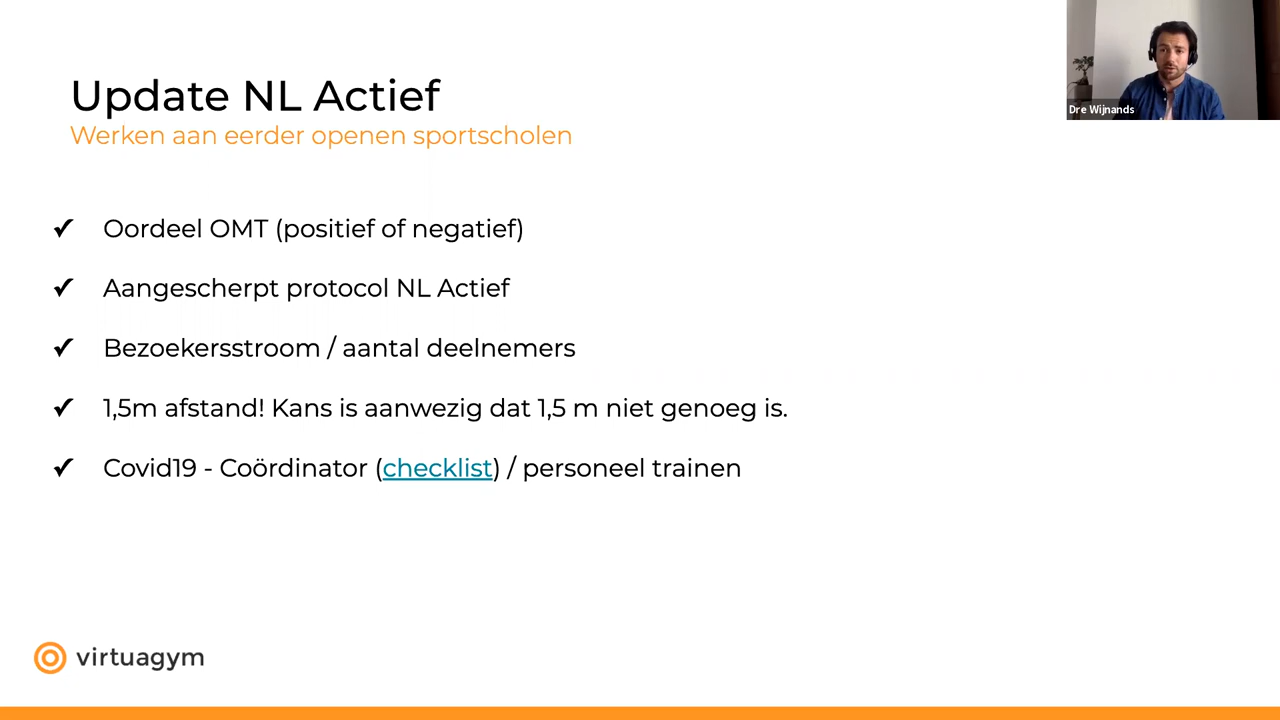 Update NL Actief
Werken aan eerder openen sportscholen
Dre Wijnands
✔ Oordeel OMT (positief of negatief)
✔ Aangescherpt protocol NL Actief
✔ Bezoekersstroom / aantal deelnemers
✔ 1,5m afstand! Kans is aanwezig dat 1,5 m niet genoeg is.
✔ Covid19 - Coördinator (checklist) / personeel trainen
virtuagym